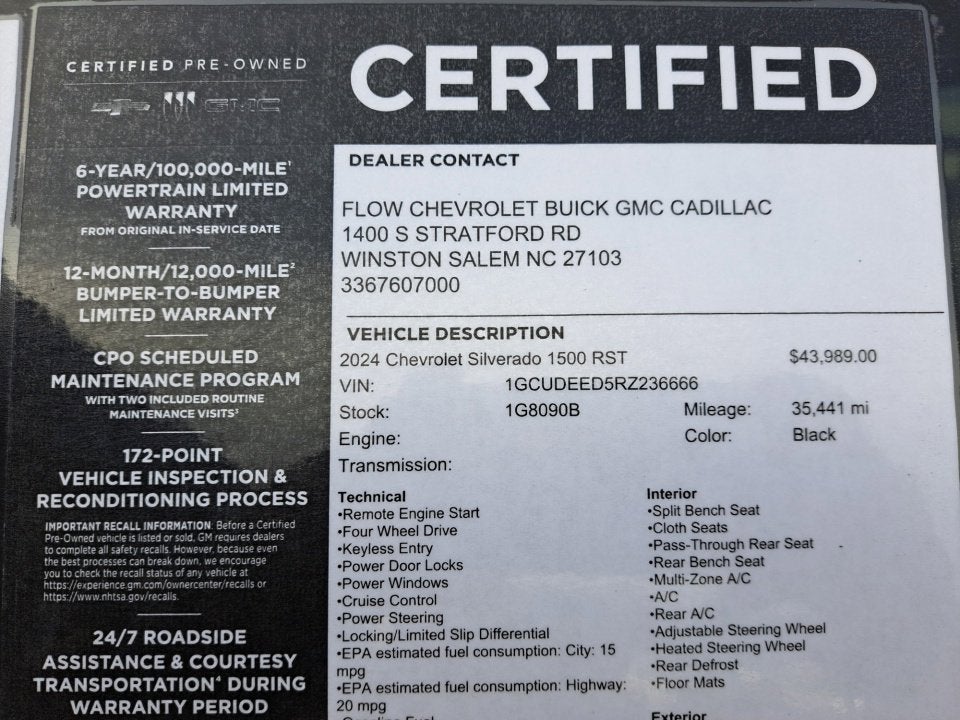 CERTIFIED PRE-OWNED
GMC
CERTIFIED
6-YEAR/100,000-MILE¹
POWERTRAIN LIMITED
WARRANTY
FROM ORIGINAL IN-SERVICE DATE
12-MONTH/12,000-MILE²
BUMPER-TO-BUMPER
LIMITED WARRANTY
CPO SCHEDULED
MAINTENANCE PROGRAM
WITH TWO INCLUDED ROUTINE
MAINTENANCE VISITS³
172-POINT
VEHICLE INSPECTION &
RECONDITIONING PROCESS
IMPORTANT RECALL INFORMATION: Before a Certified
Pre-Owned vehicle is listed or sold, GM requires dealers
to complete all safety recalls. However, because even
the best processes can break down, we encourage
you to check the recall status of any vehicle at
https://experience.gm.com/ownercenter/recalls or
https://www.nhtsa.gov/recalls.
24/7 ROADSIDE
ASSISTANCE & COURTESY
TRANSPORTATION⁴ DURING
WARRANTY PERIOD
DEALER CONTACT
FLOW CHEVROLET BUICK GMC CADILLAC
1400 S STRATFORD RD
WINSTON SALEM NC 27103
3367607000
VEHICLE DESCRIPTION
2024 Chevrolet Silverado 1500 RST $43,989.00
VIN: 1GCUDEED5RZ236666
Stock: 1G8090B Mileage: 35,441 mi
Engine: Color: Black
Transmission:
Technical
•Remote Engine Start
•Four Wheel Drive
•Keyless Entry
•Power Door Locks
•Power Windows
•Cruise Control
•Power Steering
•Locking/Limited Slip Differential
•EPA estimated fuel consumption: City: 15
mpg
•EPA estimated fuel consumption: Highway:
20 mpg
•Gasoline Fuel
Interior
•Split Bench Seat
•Cloth Seats
•Pass-Through Rear Seat
•Rear Bench Seat
•Multi-Zone A/C
•A/C
•Rear A/C
•Adjustable Steering Wheel
•Heated Steering Wheel
•Rear Defrost
•Floor Mats
Exterior